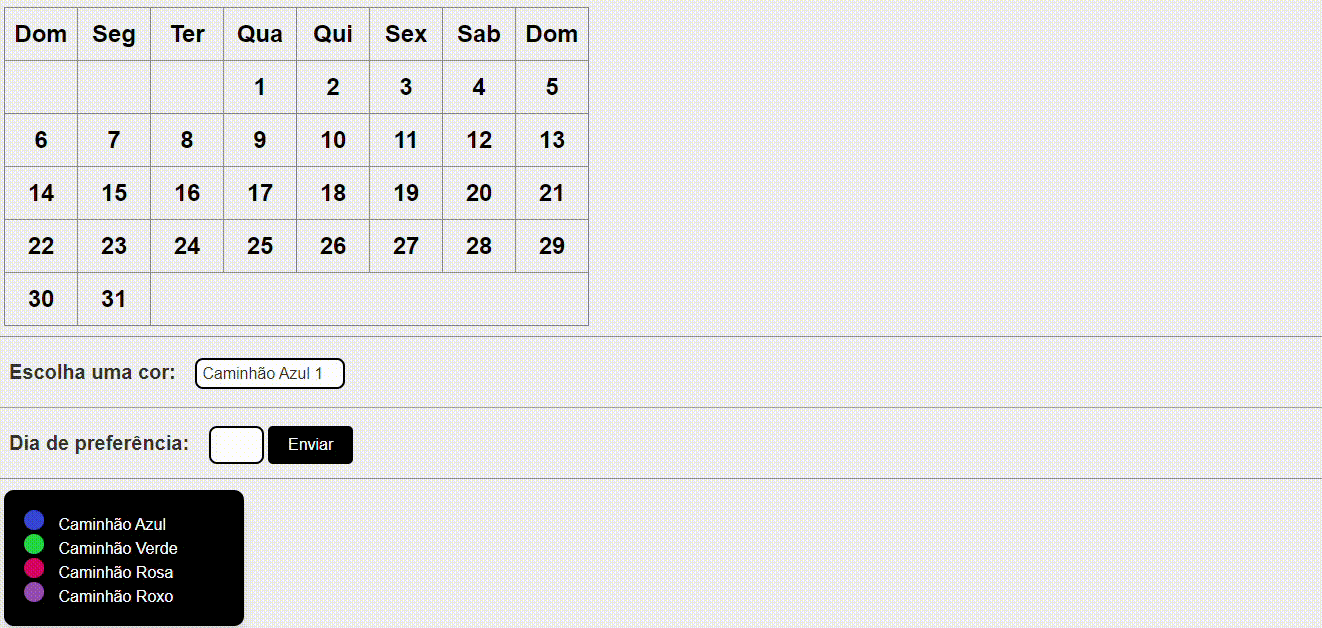 Dom Seg Ter Qua Qui Sex Sab Dom
1 2 3 4 5
6 7 8 9 10 11 12 13
14 15 16 17 18 19 20 21
22 23 24 25 26 27 28 29
30 31
Escolha uma cor: Caminhão Azul 1
Dia de preferência: Enviar
Caminhão Azul
Caminhão Verde
Caminhão Rosa
Caminhão Roxo